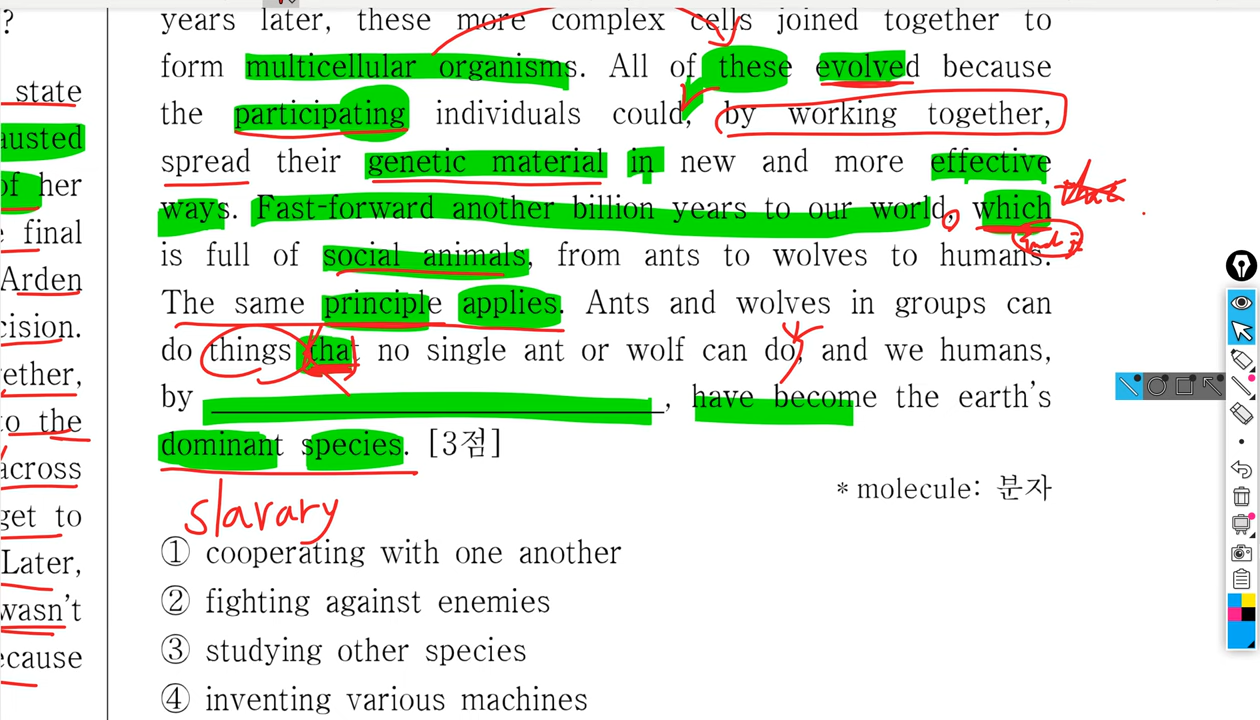 ?
state
austed
of her
final
Arden
cision.
ether,
to the
across
get to
Later,
wasn't
ecause
years later, these more complex cells joined together to
form multicellular organisms. All of these evolved because
the participating individuals could, by working together,
spread their genetic material in new and more effective
ways. Fast-forward another billion years to our world, which
is full of social animals, from ants to wolves to humans.
The same principle applies. Ants and wolves in groups can
do things that no single ant or wolf can do, and we humans,
by ____________________, have become the earth's
dominant species. [3점]
slavary
* molecule: 분자
① cooperating with one another
② fighting against enemies
③ studying other species
④ inventing various machines